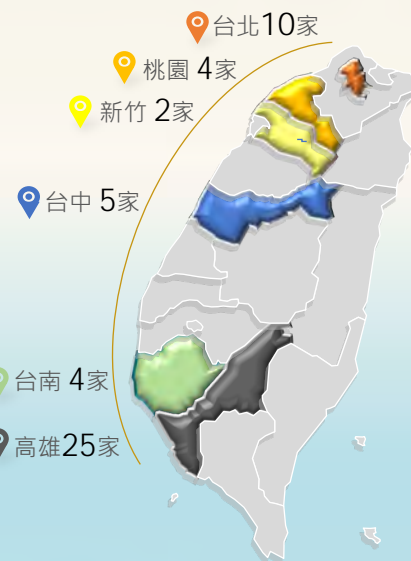 台北10家
桃園 4家
新竹 2家
台中 5家
台南 4家
高雄25家